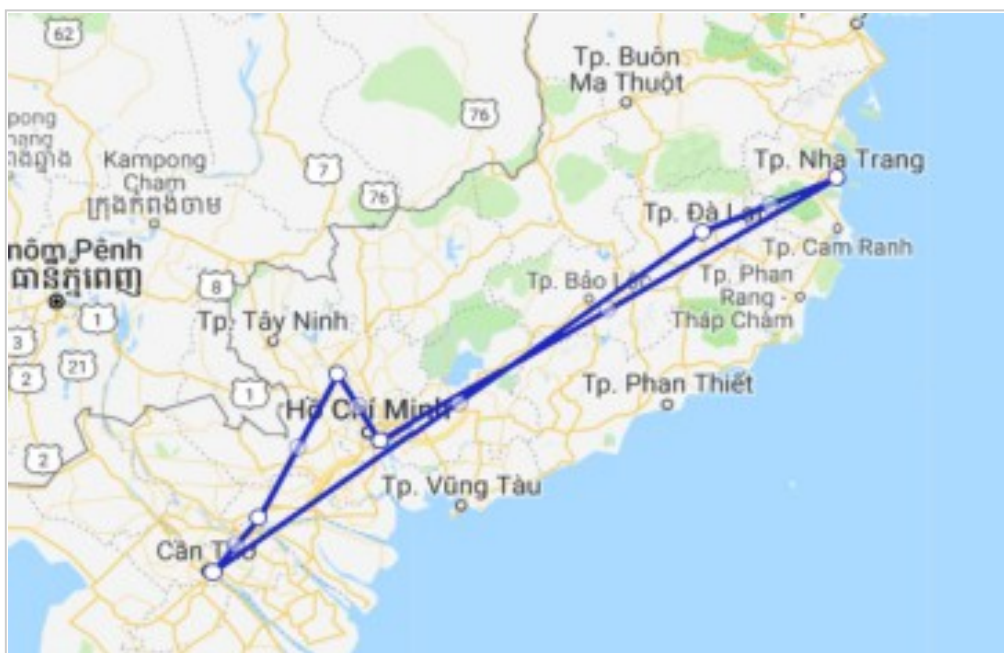 62
Tp. Buôn
Ma Thuột
76
Kampong
Cham
ក្រុងកំពង់ចាម
7
76
Tp. Nha Trang
Tp. Đà Lạt
Tp. Cam Ranh
8
Tp. Bảo Lộc
Tp. Phan
Rang -
Tháp Chàm
1
3
Tp. Tây Ninh
21
2
1
Tp. Phan Thiết
Hồ Chí Minh
2
Tp. Vũng Tàu
Cần Thơ